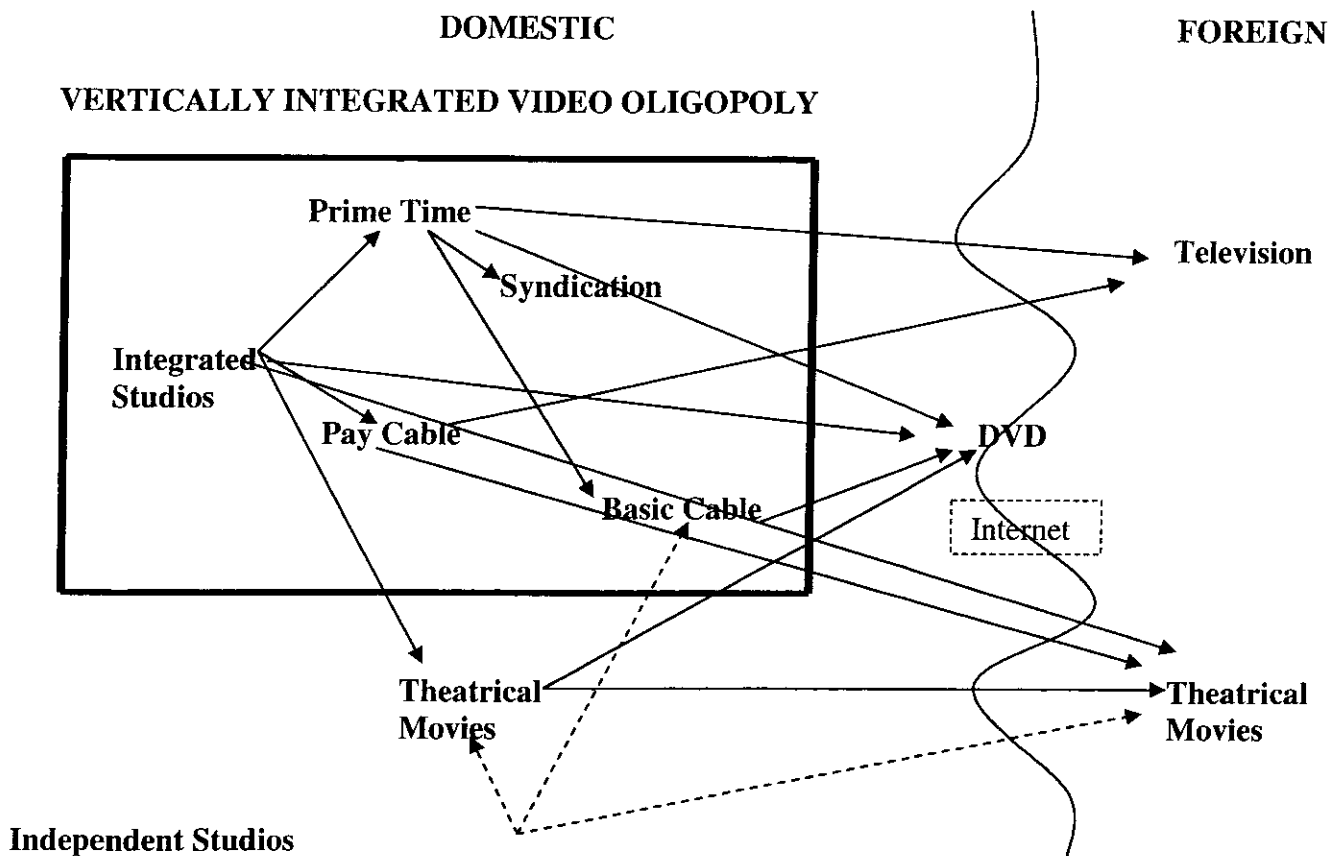 DOMESTIC
FOREIGN
VERTICALLY INTEGRATED VIDEO OLIGOPOLY
Prime Time
Television
Syndication
Integrated
Studios
Pay Cable
DVD
Basic Cable
Internet
Theatrical
Movies
Theatrical
Movies
Independent Studios